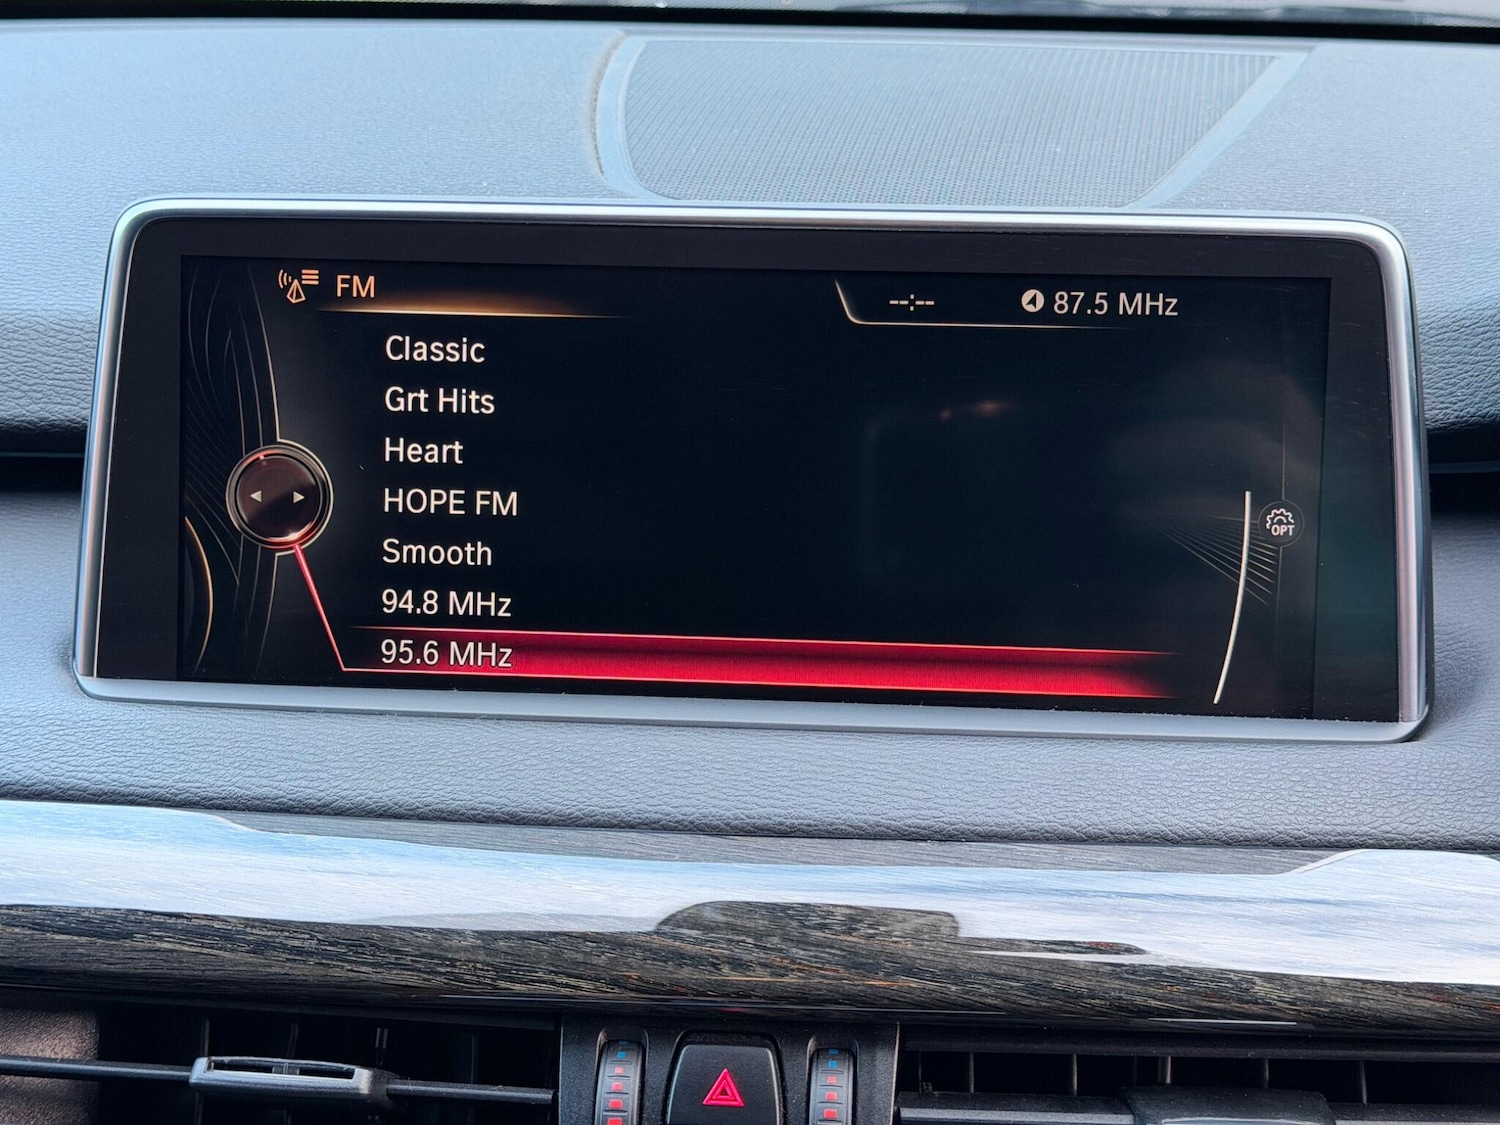 FM
--:-- 87.5 MHz
Classic
Grt Hits
Heart
HOPE FM
Smooth
94.8 MHz
95.6 MHz
OPT